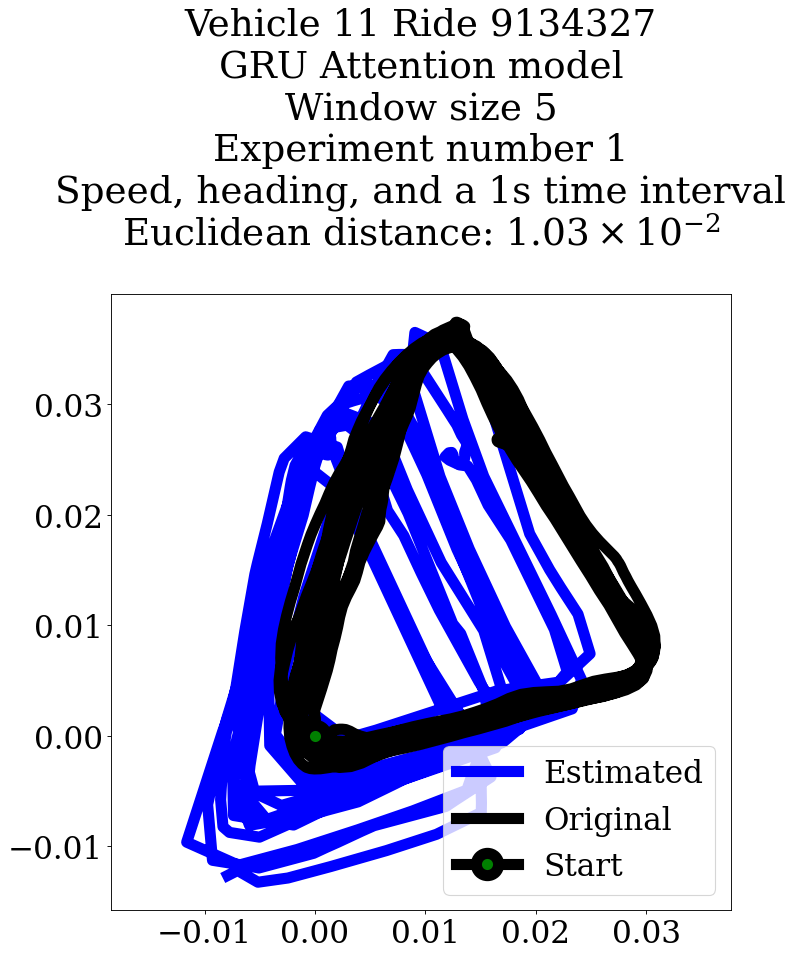 Vehicle 11 Ride 9134327
GRU Attention model
Window size 5
Experiment number 1
Speed, heading, and a 1s time interval
Euclidean distance: 1.03 × 10⁻²
0.03
0.02
0.01
0.00
−0.01
Estimated
Original
Start
−0.01 0.00 0.01 0.02 0.03